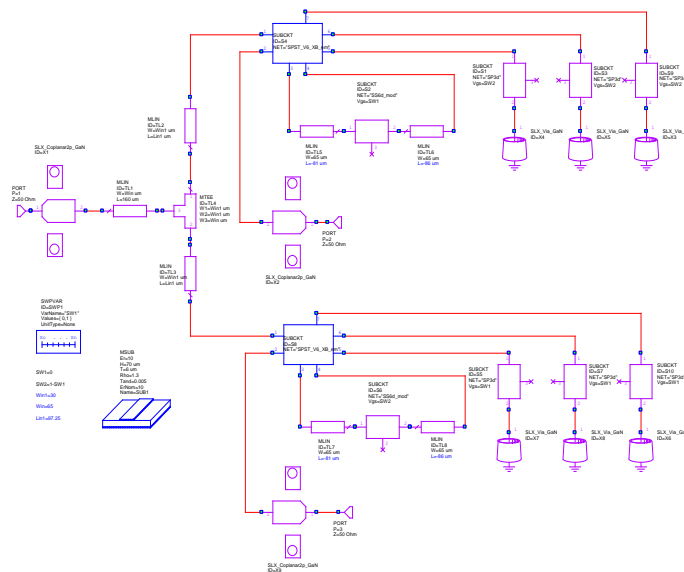 SUBCKT
ID=S4
NET="SPST_V6_XB_em"
SUBCKT
ID=S2
NET="SS6d_mod"
Vgs=SW1
SUBCKT
ID=S1
NET="SP3d"
Vgs=SW2
SUBCKT
ID=S3
NET="SP3d"
Vgs=SW2
SUBCKT
ID=S9
NET="SP3d
Vgs=SW2
MLIN
ID=TL2
W=Win1 um
L=Lin1 um
MLIN
ID=TL5
W=65 um
L=-81 um
MLIN
ID=TL6
W=65 um
L=-86 um
SLX_Via_GaN
ID=X4
SLX_Via_GaN
ID=X5
SLX_Via_GaN
ID=X3
SLX_Coplanar2p_GaN
ID=X1
PORT
P=1
Z=50 Ohm
MLIN
ID=TL1
W=Win um
L=160 um
MTEE
ID=TL4
W1=Win1 um
W2=Win1 um
W3=Win um
PORT
P=2
Z=50 Ohm
MLIN
ID=TL3
W=Win1 um
L=Lin1 um
SLX_Coplanar2p_GaN
ID=X2
SWPVAR
ID=SWP1
VarName="SW1"
Values={ 0,1 }
UnitType=None
SW1=0
SW2=1-SW1
Win1=30
Win=65
Lin1=97.25
MSUB
Er=10
H=70 um
T=6 um
Rho=1.3
Tand=0.005
ErNom=10
Name=SUB1
SUBCKT
ID=S8
NET="SPST_V6_XB_em"
SUBCKT
ID=S6
NET="SS6d_mod"
Vgs=SW2
SUBCKT
ID=S5
NET="SP3d"
Vgs=SW1
SUBCKT
ID=S7
NET="SP3d"
Vgs=SW1
SUBCKT
ID=S10
NET="SP3d"
Vgs=SW1
MLIN
ID=TL7
W=65 um
L=-81 um
MLIN
ID=TL8
W=65 um
L=-86 um
SLX_Via_GaN
ID=X7
SLX_Via_GaN
ID=X8
SLX_Via_Ga
ID=X6
PORT
P=3
Z=50 Ohm
SLX_Coplanar2p_GaN
ID=X9